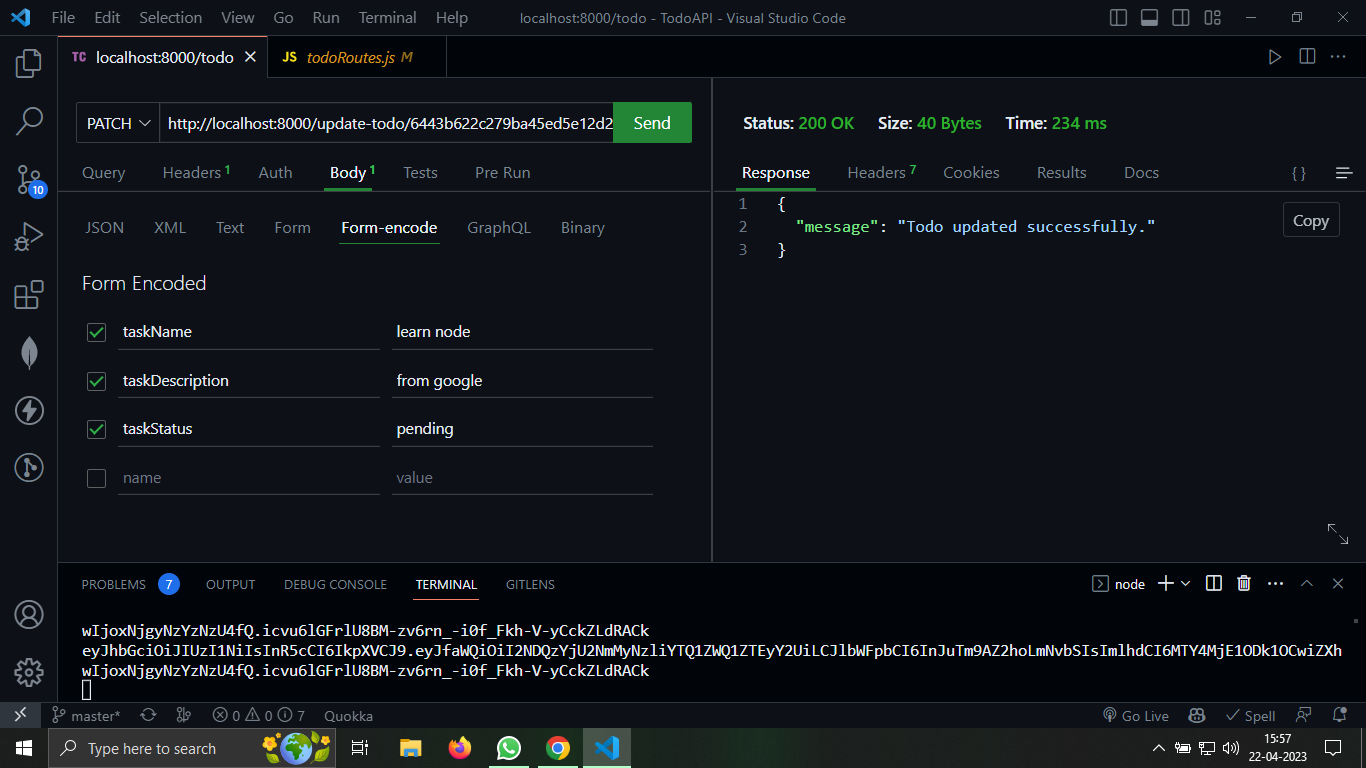 File Edit Selection View Go Run Terminal Help localhost:8000/todo - TodoAPI - Visual Studio Code
TC localhost:8000/todo JS todoRoutes.js M
PATCH http://localhost:8000/update-todo/6443b622c279ba45ed5e12d2 Send
Status: 200 OK Size: 40 Bytes Time: 234 ms
Query Headers 1 Auth Body 1 Tests Pre Run
Response Headers 7 Cookies Results Docs { }
10
JSON XML Text Form Form-encode GraphQL Binary
1 {
2 "message": "Todo updated successfully."
3 }
Copy
Form Encoded
taskName learn node
taskDescription from google
taskStatus pending
name value
PROBLEMS 7 OUTPUT DEBUG CONSOLE TERMINAL GITLENS node
wIjoxNjgyNzYzNzU4fQ.icvu6lGFrlU8BM-zv6rn_-i0f_Fkh-V-yCckZLdRACk
eyJhbGciOiJIUzI1NiIsInR5cCI6IkpXVCJ9.eyJfaWQiOiI2NDQzYjU2NmMyNzliYTQ1ZWQ1ZTEyY2UiLCJlbWFpbCI6InJuTm9AZ2hoLmNvbSIsImlhdCI6MTY4MjE1ODk1OCwiZXh
wIjoxNjgyNzYzNzU4fQ.icvu6lGFrlU8BM-zv6rn_-i0f_Fkh-V-yCckZLdRACk
master* 0 0 7 Quokka Go Live Spell
Type here to search
15:57
22-04-2023